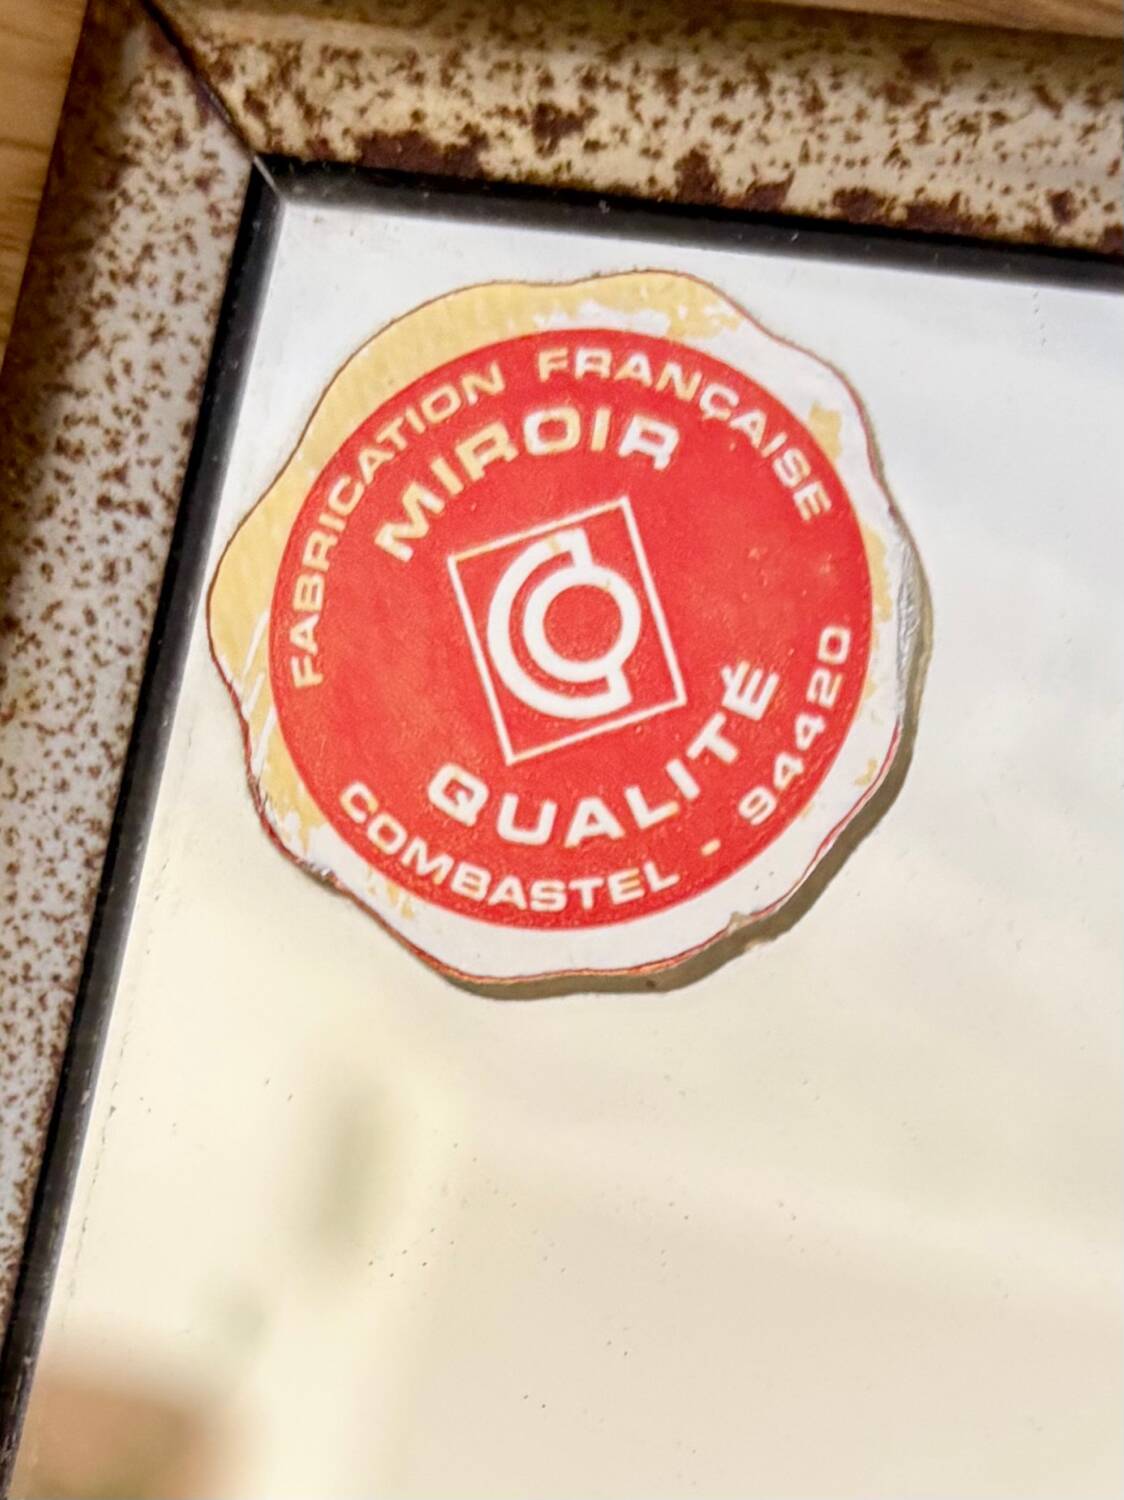 FABRICATION FRANÇAISE
MIROIR
QUALITÉ
COMBASTEL - 94420